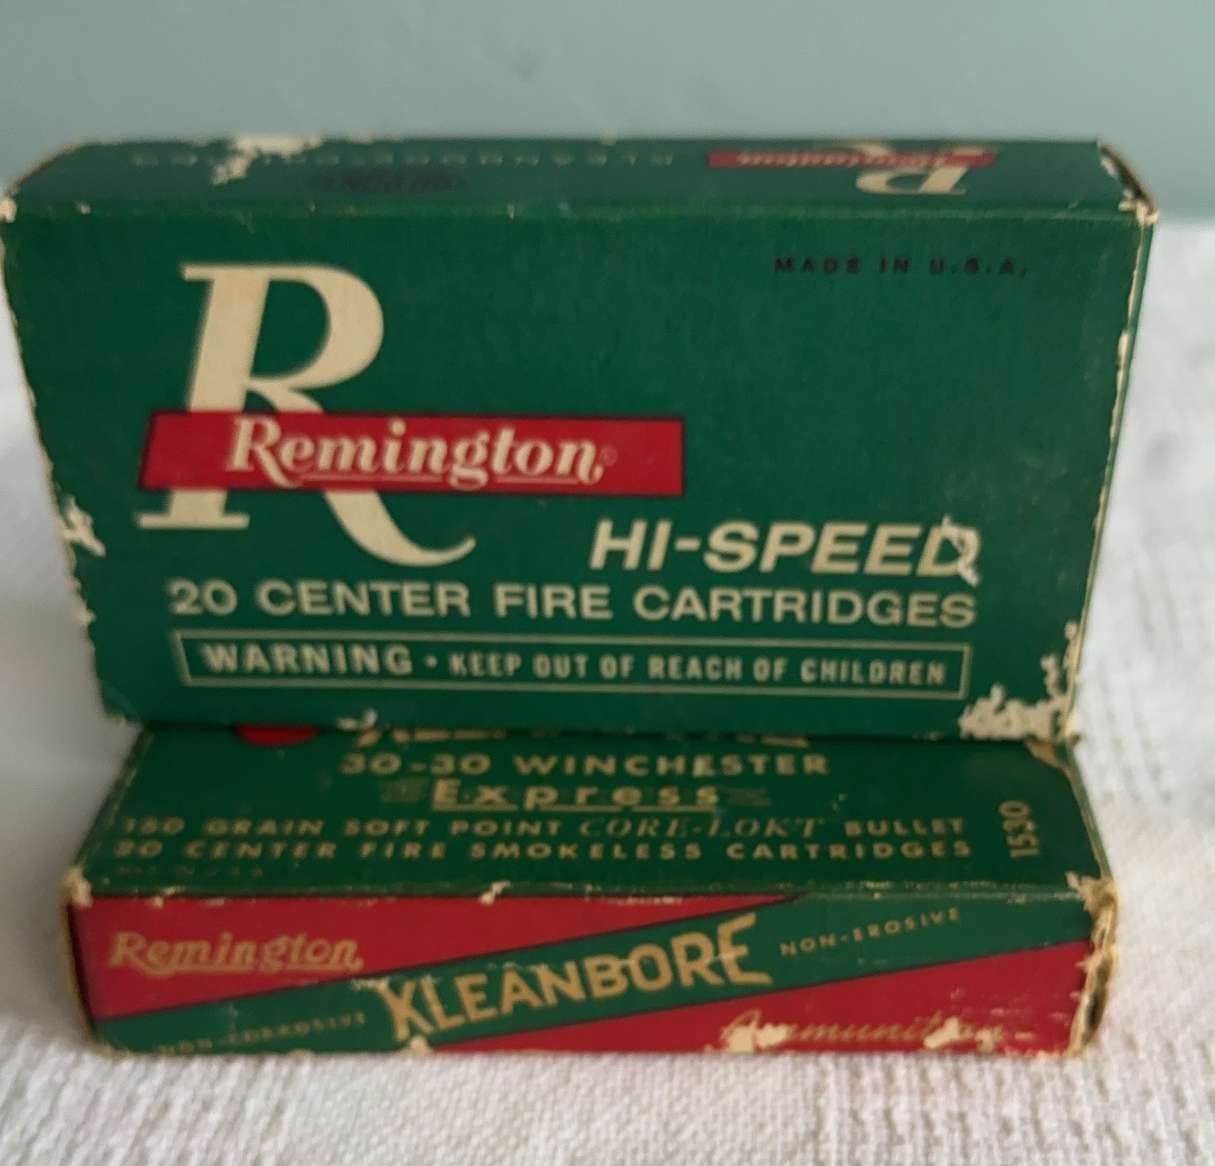 KLEANBORE
Remington
MADE IN U.S.A.
R
Remington
HI-SPEED
20 CENTER FIRE CARTRIDGES
WARNING • KEEP OUT OF REACH OF CHILDREN
30-30 WINCHESTER
Express
GRAIN SOFT POINT CORE-LOKT BULLET
20 CENTER FIRE SMOKELESS CARTRIDGES
1530
Remington
NON-CORROSIVE KLEANBORE NON-EROSIVE
Ammunition